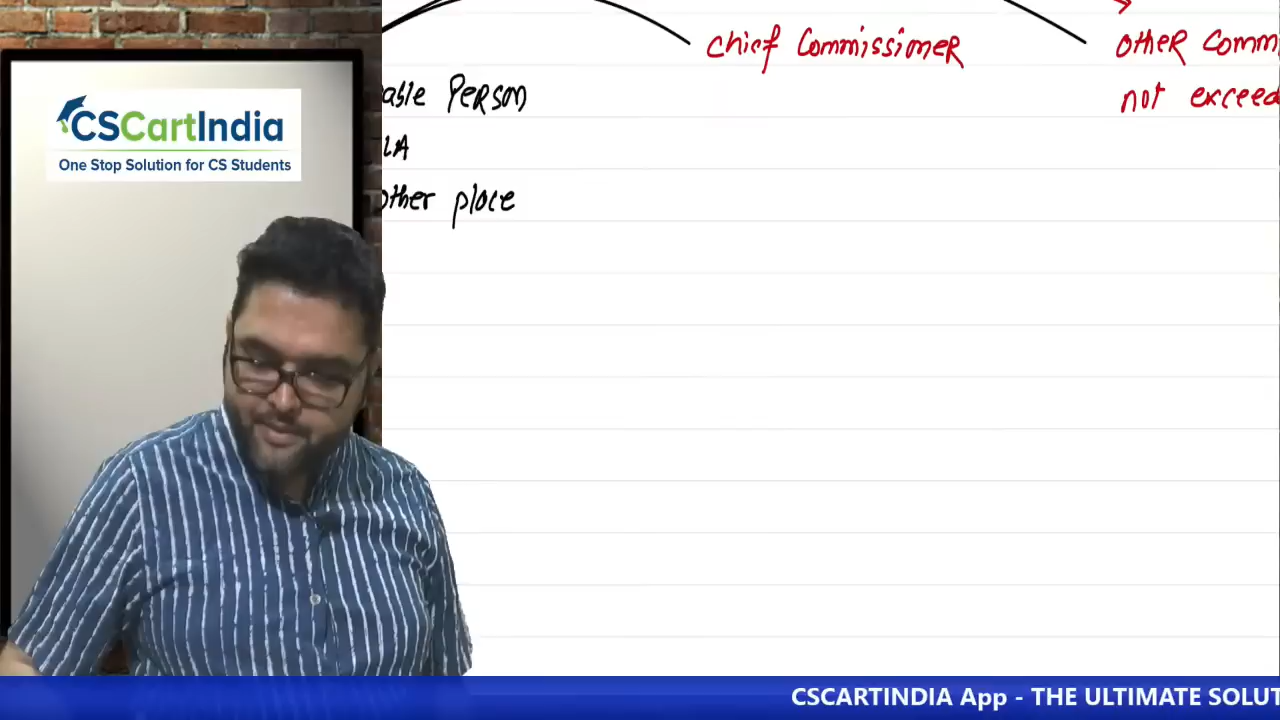 CSCartIndia
One Stop Solution for CS Students
chief Commissioner
other comm
not exceed
able Person
LA
other place
CSCARTINDIA App - THE ULTIMATE SOLUT